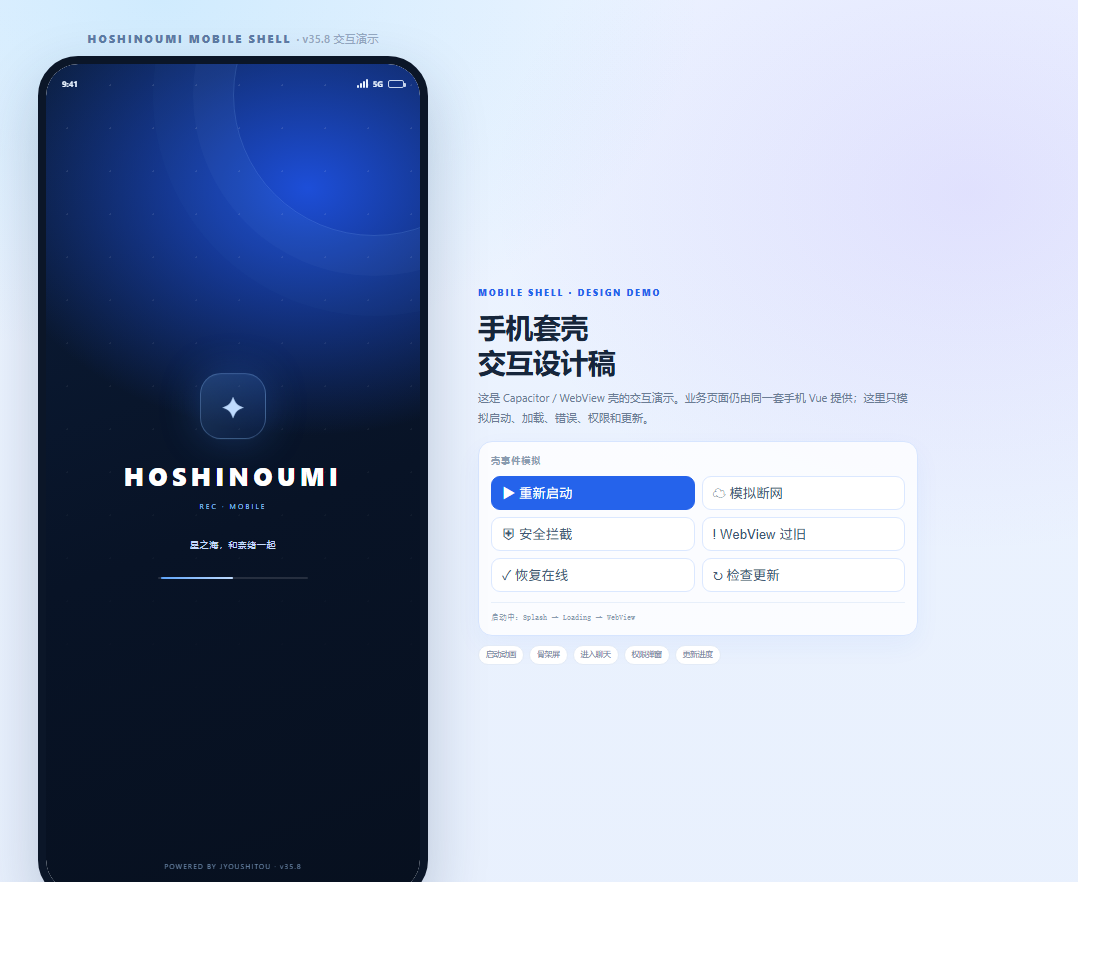 HOSHINOUMI MOBILE SHELL · v35.8 交互演示
9:41
5G
HOSHINOUMI
REC · MOBILE
星之海，和奈绪一起
POWERED BY JYOUSHITOU · v35.8
MOBILE SHELL · DESIGN DEMO
手机套壳
交互设计稿
这是 Capacitor / WebView 壳的交互演示。业务页面仍由同一套手机 Vue 提供；这里只模
拟启动、加载、错误、权限和更新。
壳事件模拟
▶ 重新启动
模拟断网
安全拦截
! WebView 过旧
✓ 恢复在线
↻ 检查更新
启动中：Splash → Loading → WebView
启动动画
骨架屏
进入聊天
权限弹窗
更新进度